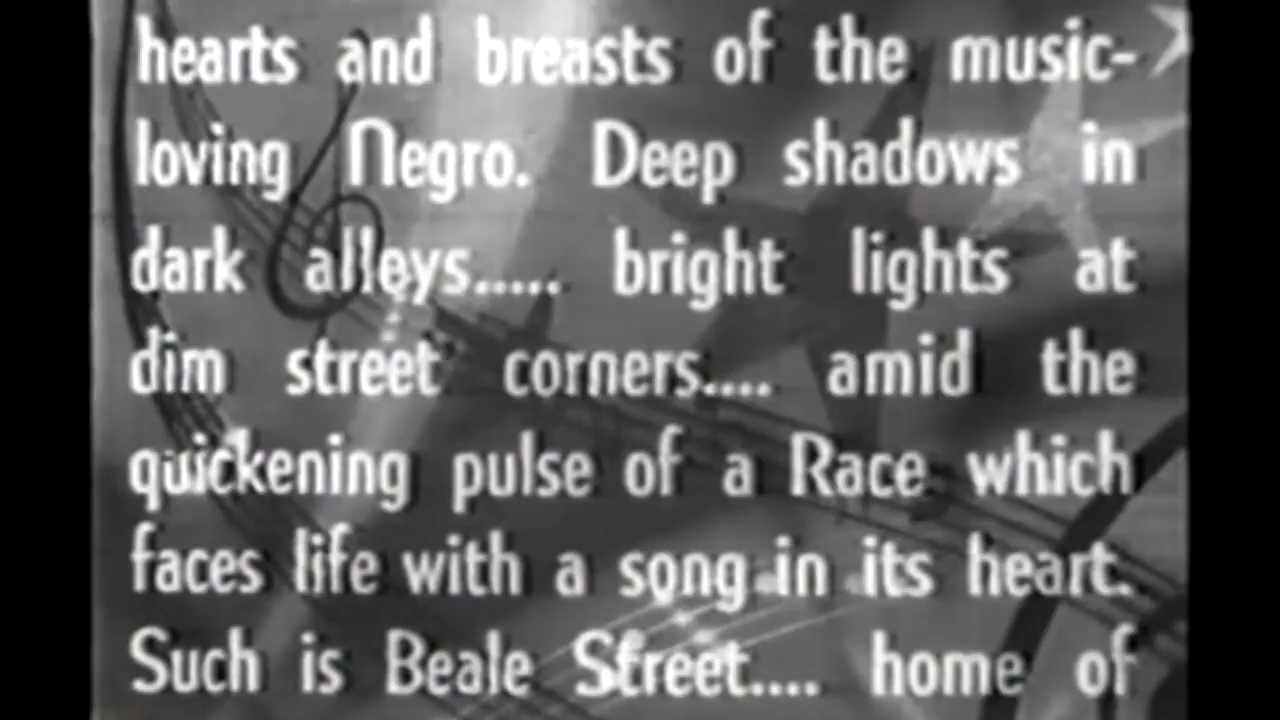 hearts and breasts of the music-
loving Negro. Deep shadows in
dark alleys..... bright lights at
dim street corners.... amid the
quickening pulse of a Race which
faces life with a song in its heart.
Such is Beale Street.... home of